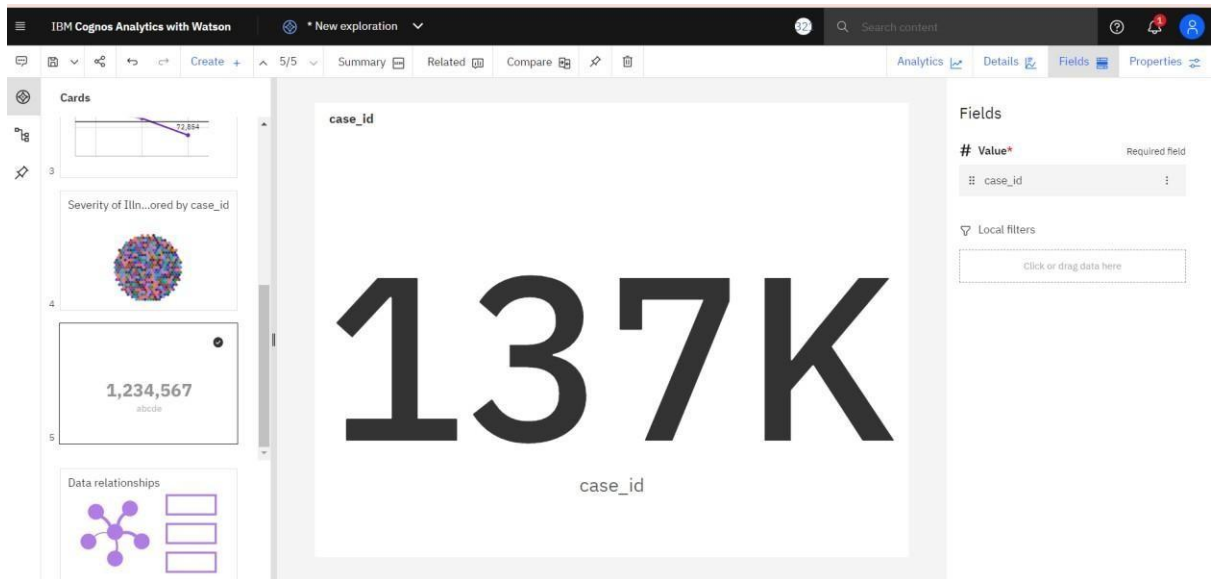 IBM Cognos Analytics with Watson
* New exploration
Search content
Create +
5/5
Summary
Related
Compare
Analytics
Details
Fields
Properties
Cards
72,884
3
Severity of Illn...ored by case_id
4
1,234,567
abcde
5
Data relationships
case_id
137K
case_id
Fields
# Value*
Required field
case_id
Local filters
Click or drag data here